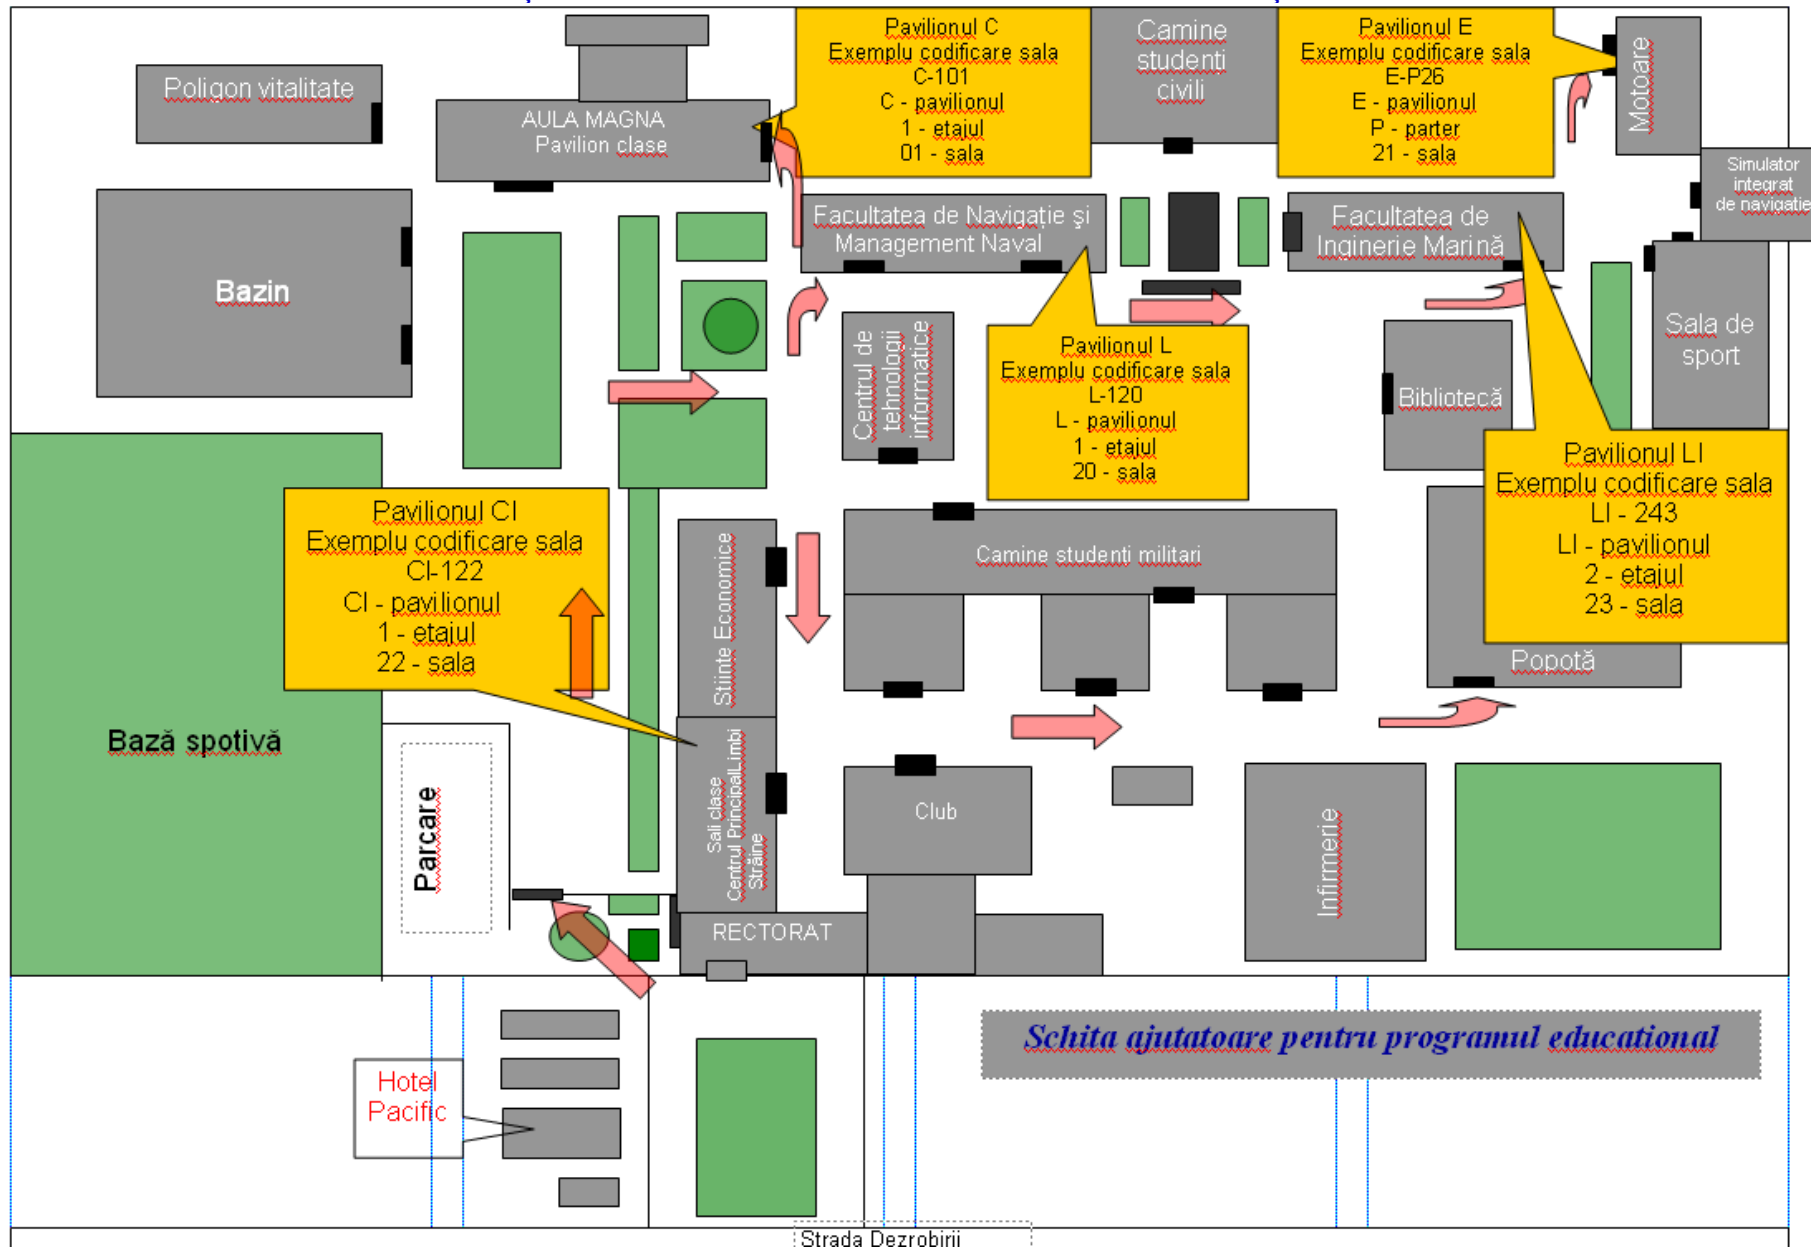 Pavilionul C
Exemplu codificare sala
C-101
C - pavilionul
1 - etajul
01 - sala
Camine
studenti
civili
Pavilionul E
Exemplu codificare sala
E-P26
E - pavilionul
P - parter
21 - sala
Motoare
Poligon vitalitate
AULA MAGNA
Pavilion clase
Simulator
integrat
de navigatie
Facultatea de Navigaţie şi
Management Naval
Facultatea de
Inginerie Marină
Bazin
Centrul de
tehnologii
informatice
Pavilionul L
Exemplu codificare sala
L-120
L - pavilionul
1 - etajul
20 - sala
Bibliotecă
Sala de
sport
Pavilionul LI
Exemplu codificare sala
LI - 243
LI - pavilionul
2 - etajul
23 - sala
Pavilionul CI
Exemplu codificare sala
CI-122
CI - pavilionul
1 - etajul
22 - sala
Stiinte Economice
Camine studenti militari
Popotă
Bază spotivă
Parcare
Sali clase
Centrul PrincipalLimbi
Străine
Club
Infirmerie
RECTORAT
Schita ajutatoare pentru programul educational
Hotel
Pacific
Strada Dezrobirii